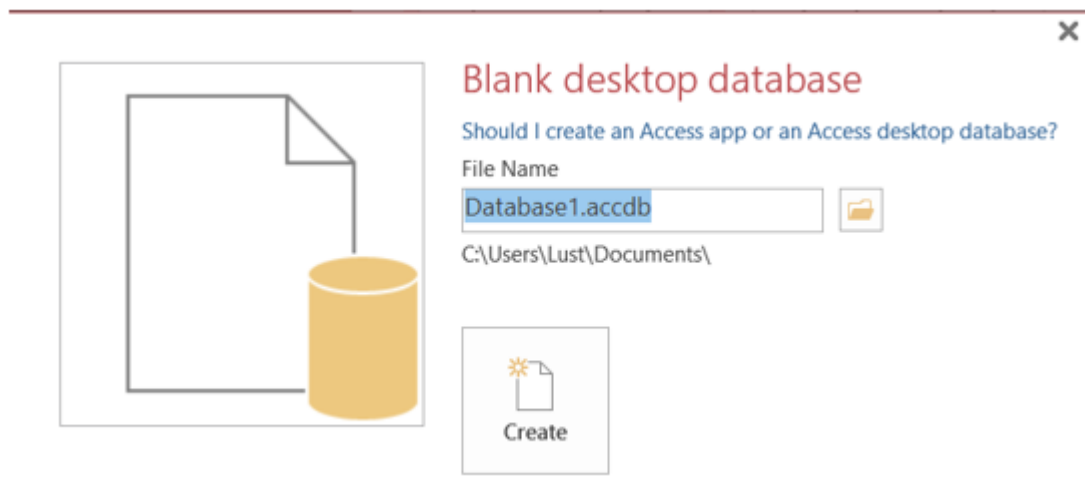 Blank desktop database
Should I create an Access app or an Access desktop database?
File Name
Database1.accdb
C:\Users\Lust\Documents\
Create